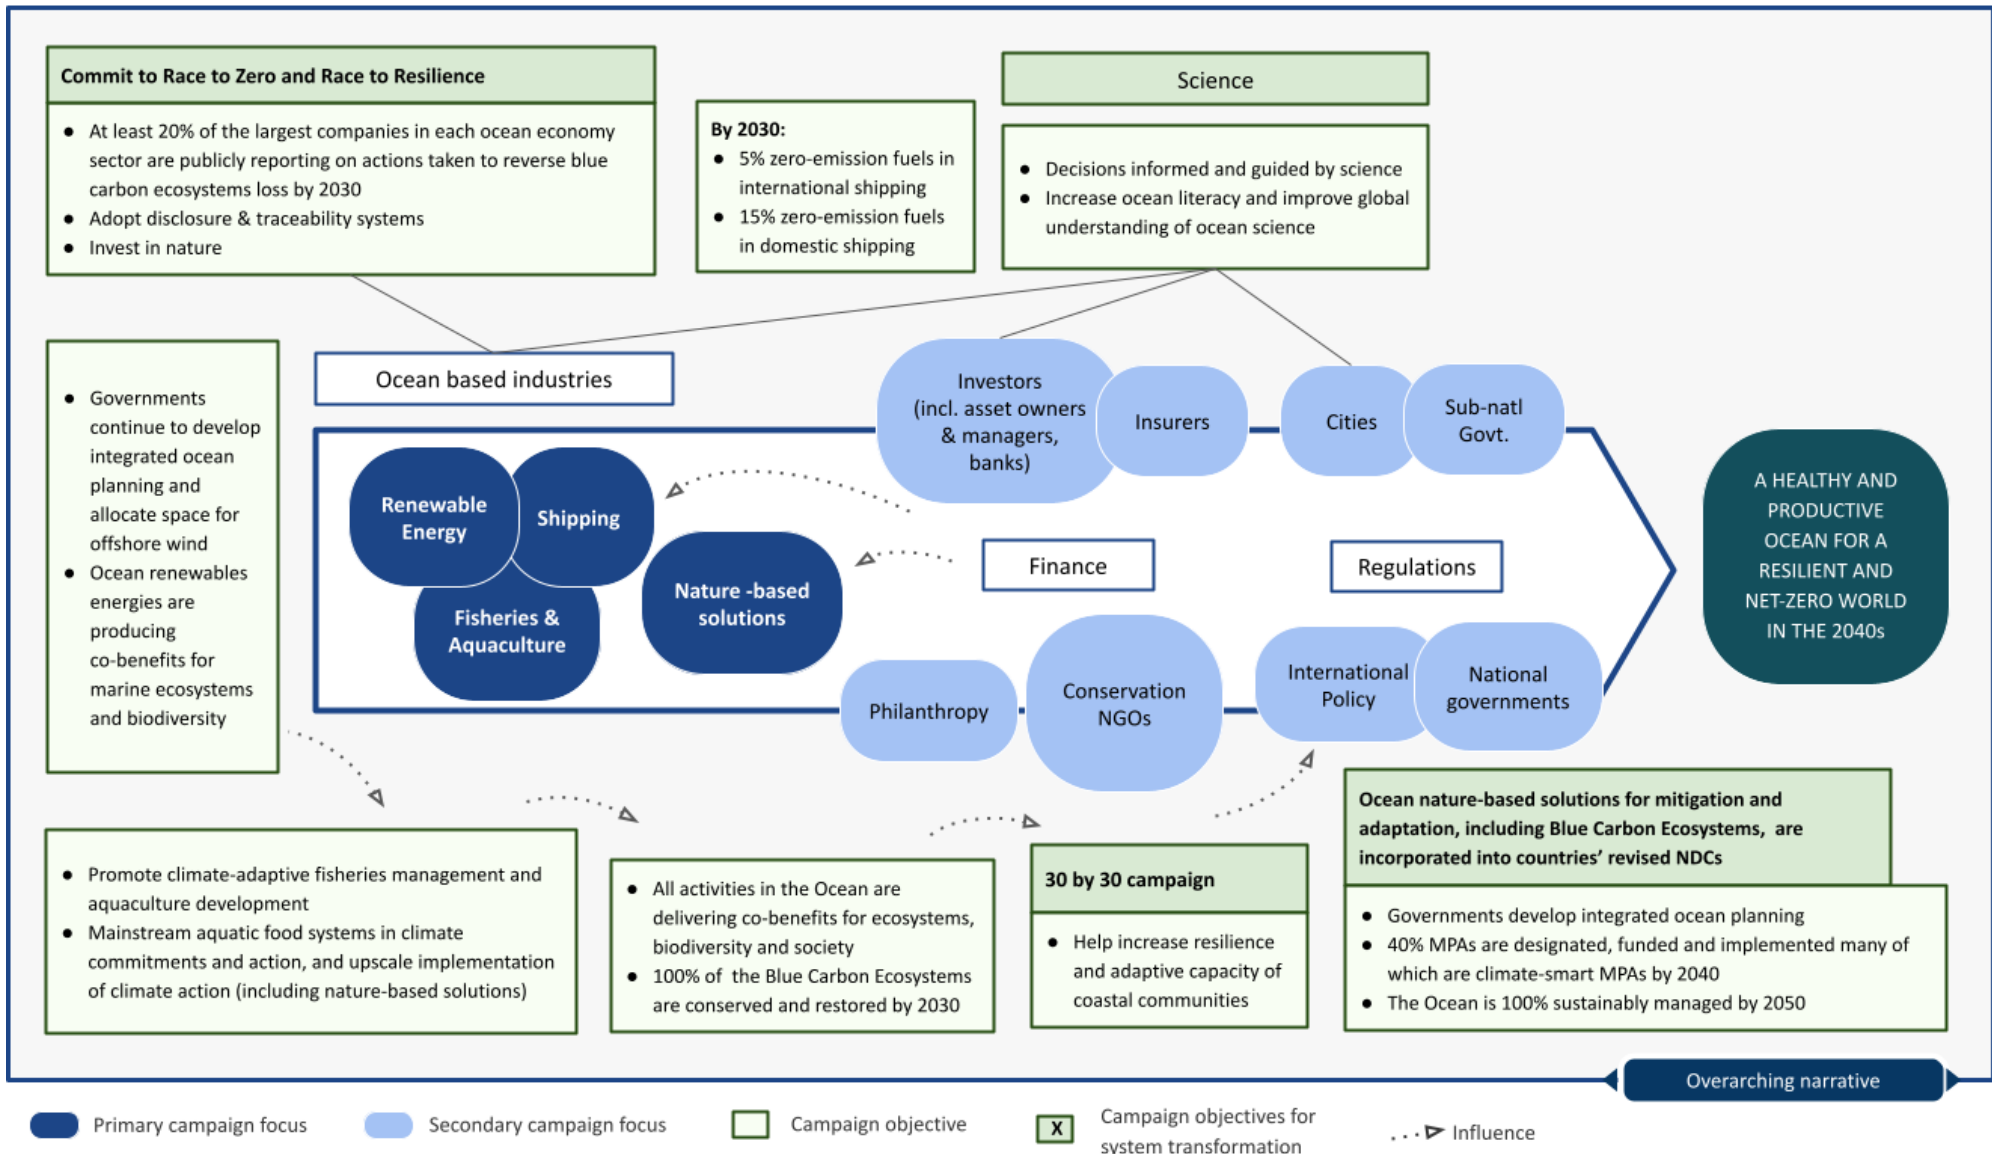 Commit to Race to Zero and Race to Resilience
● At least 20% of the largest companies in each ocean economy
sector are publicly reporting on actions taken to reverse blue
carbon ecosystems loss by 2030
● Adopt disclosure & traceability systems
● Invest in nature
By 2030:
● 5% zero-emission fuels in
international shipping
● 15% zero-emission fuels
in domestic shipping
Science
● Decisions informed and guided by science
● Increase ocean literacy and improve global
understanding of ocean science
● Governments
continue to develop
integrated ocean
planning and
allocate space for
offshore wind
● Ocean renewables
energies are
producing
co-benefits for
marine ecosystems
and biodiversity
Ocean based industries
Renewable
Energy
Shipping
Fisheries &
Aquaculture
Nature -based
solutions
Investors
(incl. asset owners
& managers,
banks)
Insurers
Cities
Sub-natl
Govt.
Finance
Regulations
Philanthropy
Conservation
NGOs
International
Policy
National
governments
A HEALTHY AND
PRODUCTIVE
OCEAN FOR A
RESILIENT AND
NET-ZERO WORLD
IN THE 2040s
● Promote climate-adaptive fisheries management and
aquaculture development
● Mainstream aquatic food systems in climate
commitments and action, and upscale implementation
of climate action (including nature-based solutions)
● All activities in the Ocean are
delivering co-benefits for ecosystems,
biodiversity and society
● 100% of the Blue Carbon Ecosystems
are conserved and restored by 2030
30 by 30 campaign
● Help increase resilience
and adaptive capacity of
coastal communities
Ocean nature-based solutions for mitigation and
adaptation, including Blue Carbon Ecosystems, are
incorporated into countries’ revised NDCs
● Governments develop integrated ocean planning
● 40% MPAs are designated, funded and implemented many of
which are climate-smart MPAs by 2040
● The Ocean is 100% sustainably managed by 2050
Overarching narrative
Primary campaign focus
Secondary campaign focus
Campaign objective
X
Campaign objectives for
system transformation
Influence